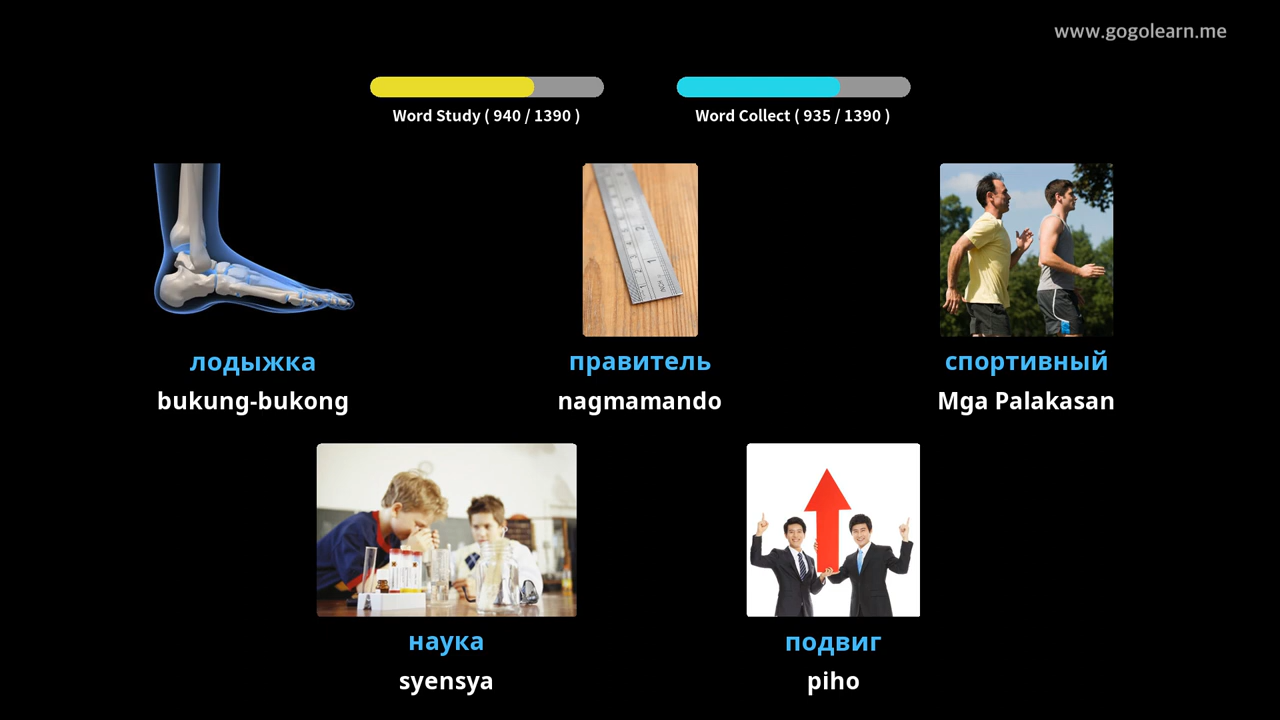 www.gogolearn.me
Word Study ( 940 / 1390 )
Word Collect ( 935 / 1390 )
лодыжка
bukung-bukong
правитель
nagmamando
спортивный
Mga Palakasan
наука
syensya
подвиг
piho